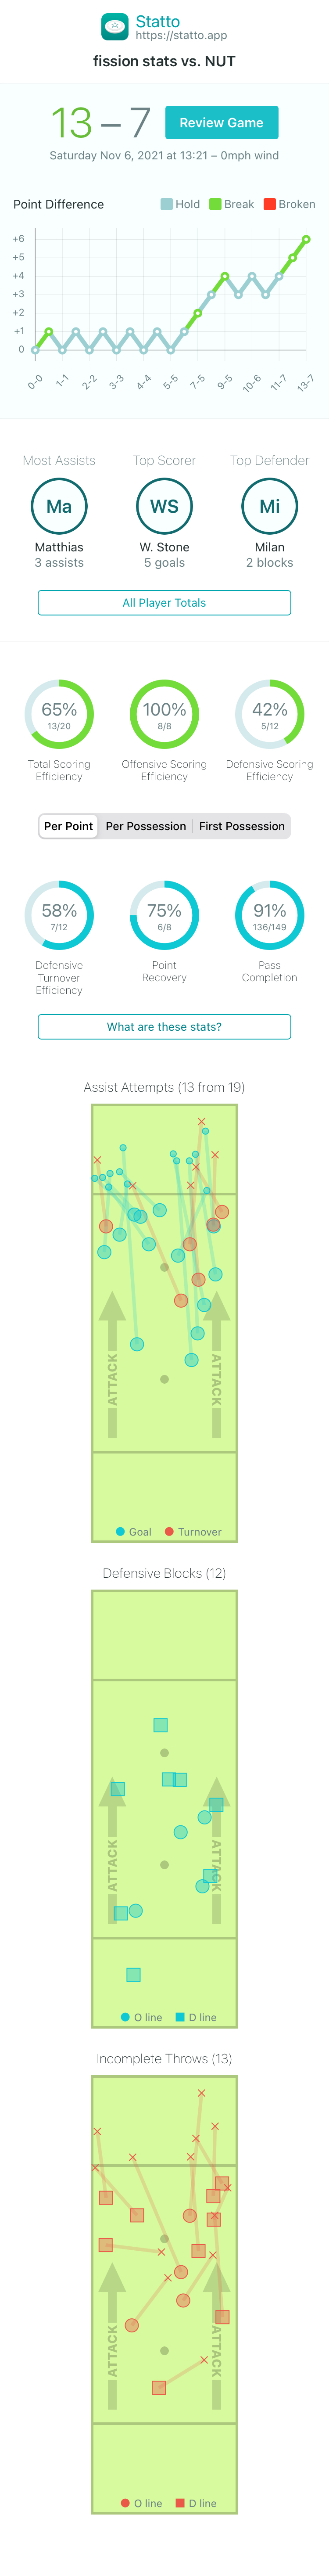 Statto
https://statto.app
fission stats vs. NUT
13 – 7
Review Game
Saturday Nov 6, 2021 at 13:21 – 0mph wind
Point Difference
Hold
Break
Broken
+6
+5
+4
+3
+2
+1
0
0-0
1-1
2-2
3-3
4-4
5-5
7-5
9-5
10-6
11-7
13-7
Most Assists
Top Scorer
Top Defender
Ma
WS
Mi
Matthias
W. Stone
Milan
3 assists
5 goals
2 blocks
All Player Totals
65%
100%
42%
13/20
8/8
5/12
Total Scoring
Efficiency
Offensive Scoring
Efficiency
Defensive Scoring
Efficiency
Per Point
Per Possession
First Possession
58%
75%
91%
7/12
6/8
136/149
Defensive
Turnover
Efficiency
Point
Recovery
Pass
Completion
What are these stats?
Assist Attempts (13 from 19)
ATTACK
ATTACK
Goal
Turnover
Defensive Blocks (12)
ATTACK
ATTACK
O line
D line
Incomplete Throws (13)
ATTACK
ATTACK
O line
D line